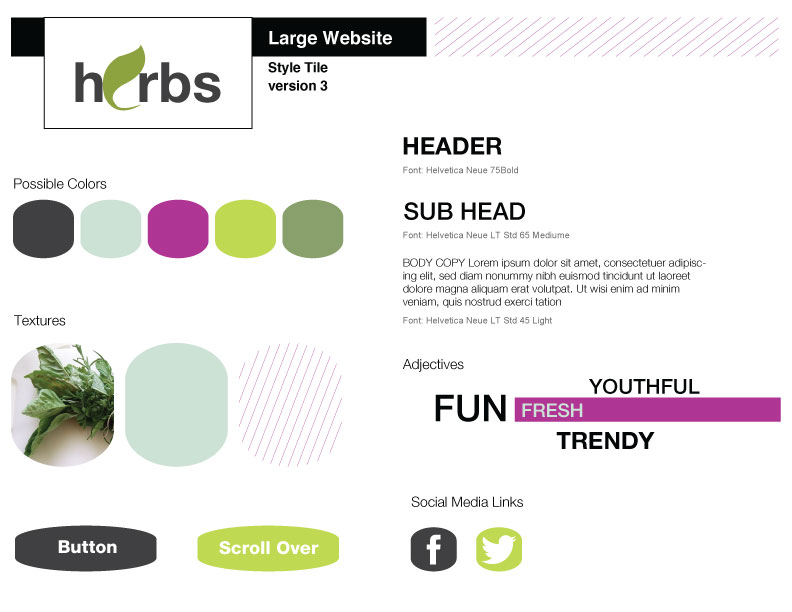 herbs
Large Website
Style Tile
version 3
Possible Colors
Textures
Button
Scroll Over
HEADER
Font: Helvetica Neue 75Bold
SUB HEAD
Font: Helvetica Neue LT Std 65 Mediume
BODY COPY Lorem ipsum dolor sit amet, consectetuer adipisc-
ing elit, sed diam nonummy nibh euismod tincidunt ut laoreet
dolore magna aliquam erat volutpat. Ut wisi enim ad minim
veniam, quis nostrud exerci tation
Font: Helvetica Neue LT Std 45 Light
Adjectives
YOUTHFUL
FUN FRESH
TRENDY
Social Media Links
f